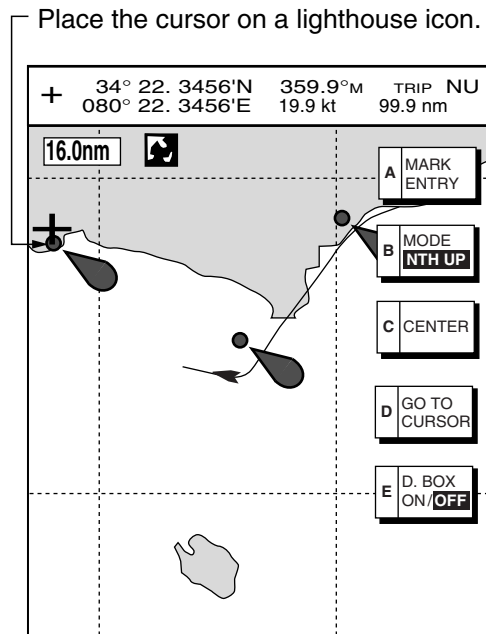 Place the cursor on a lighthouse icon.
+ 34° 22. 3456'N 359.9°M TRIP NU
080° 22. 3456'E 19.9 kt 99.9 nm
16.0nm
A MARK ENTRY
B MODE NTH UP
C CENTER
D GO TO CURSOR
E D. BOX ON/OFF